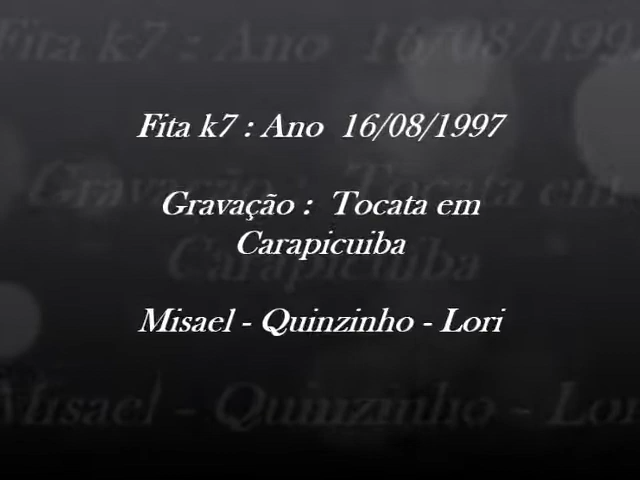 Fita k7 : Ano 16/08/1997
Gravação : Tocata em
Carapicuiba
Misael - Quinzinho - Lori